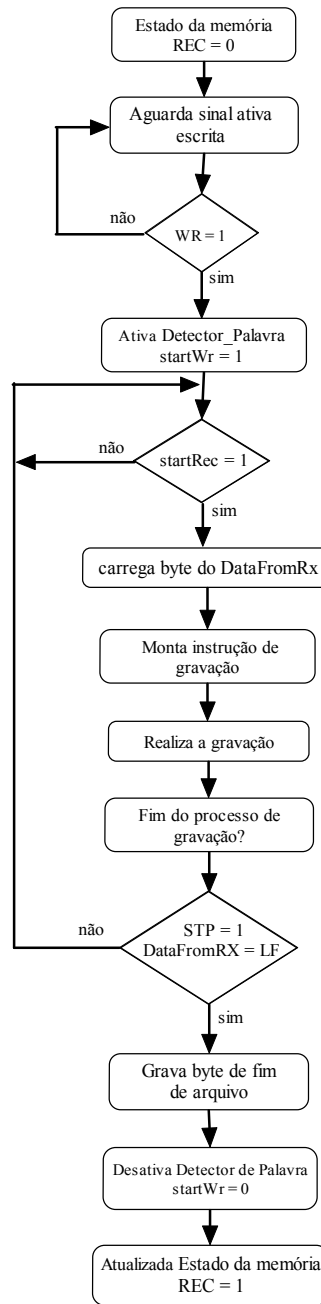 Estado da memória
REC = 0
Aguarda sinal ativa
escrita
não
WR = 1
sim
Ativa Detector_Palavra
startWr = 1
não
startRec = 1
sim
carrega byte do DataFromRx
Monta instrução de
gravação
Realiza a gravação
Fim do processo de
gravação?
não
STP = 1
DataFromRX = LF
sim
Grava byte de fim
de arquivo
Desativa Detector de Palavra
startWr = 0
Atualizada Estado da memória
REC = 1